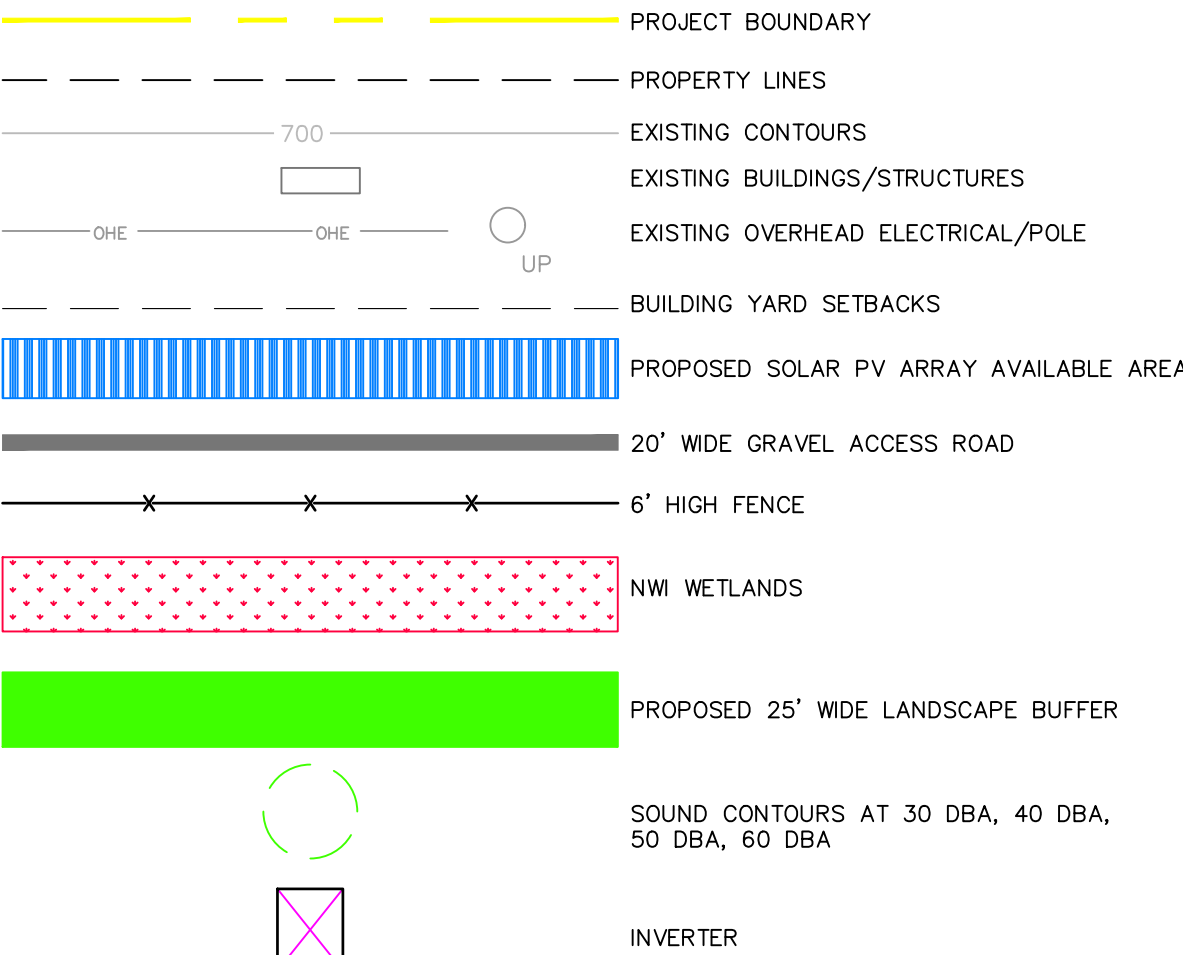 PROJECT BOUNDARY
PROPERTY LINES
700 EXISTING CONTOURS
EXISTING BUILDINGS/STRUCTURES
OHE OHE EXISTING OVERHEAD ELECTRICAL/POLE
UP
BUILDING YARD SETBACKS
PROPOSED SOLAR PV ARRAY AVAILABLE AREA
20' WIDE GRAVEL ACCESS ROAD
6' HIGH FENCE
NWI WETLANDS
PROPOSED 25' WIDE LANDSCAPE BUFFER
SOUND CONTOURS AT 30 DBA, 40 DBA,
50 DBA, 60 DBA
INVERTER